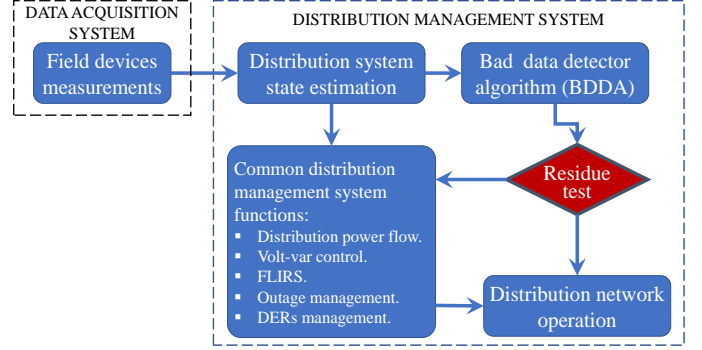 DATA ACQUISITION
SYSTEM
DISTRIBUTION MANAGEMENT SYSTEM
Field devices
measurements
Distribution system
state estimation
Bad data detector
algorithm (BDDA)
Common distribution
management system
functions:
▪ Distribution power flow.
▪ Volt-var control.
▪ FLIRS.
▪ Outage management.
▪ DERs management.
Residue
test
Distribution network
operation